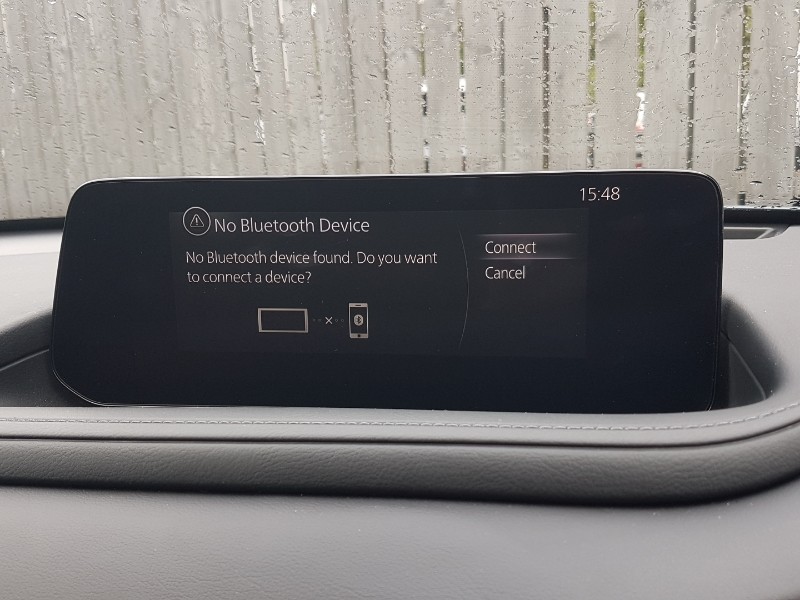 15:48
No Bluetooth Device
No Bluetooth device found. Do you want
to connect a device?
Connect
Cancel